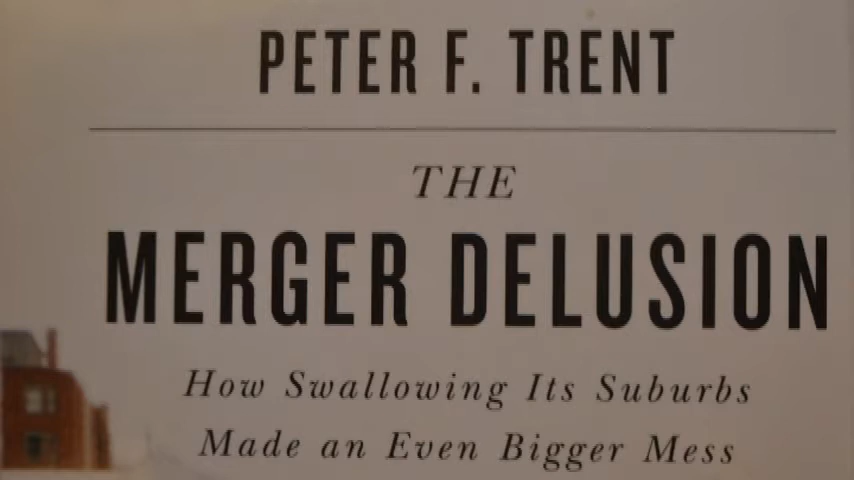 PETER F. TRENT
THE
MERGER DELUSION
How Swallowing Its Suburbs
Made an Even Bigger Mess